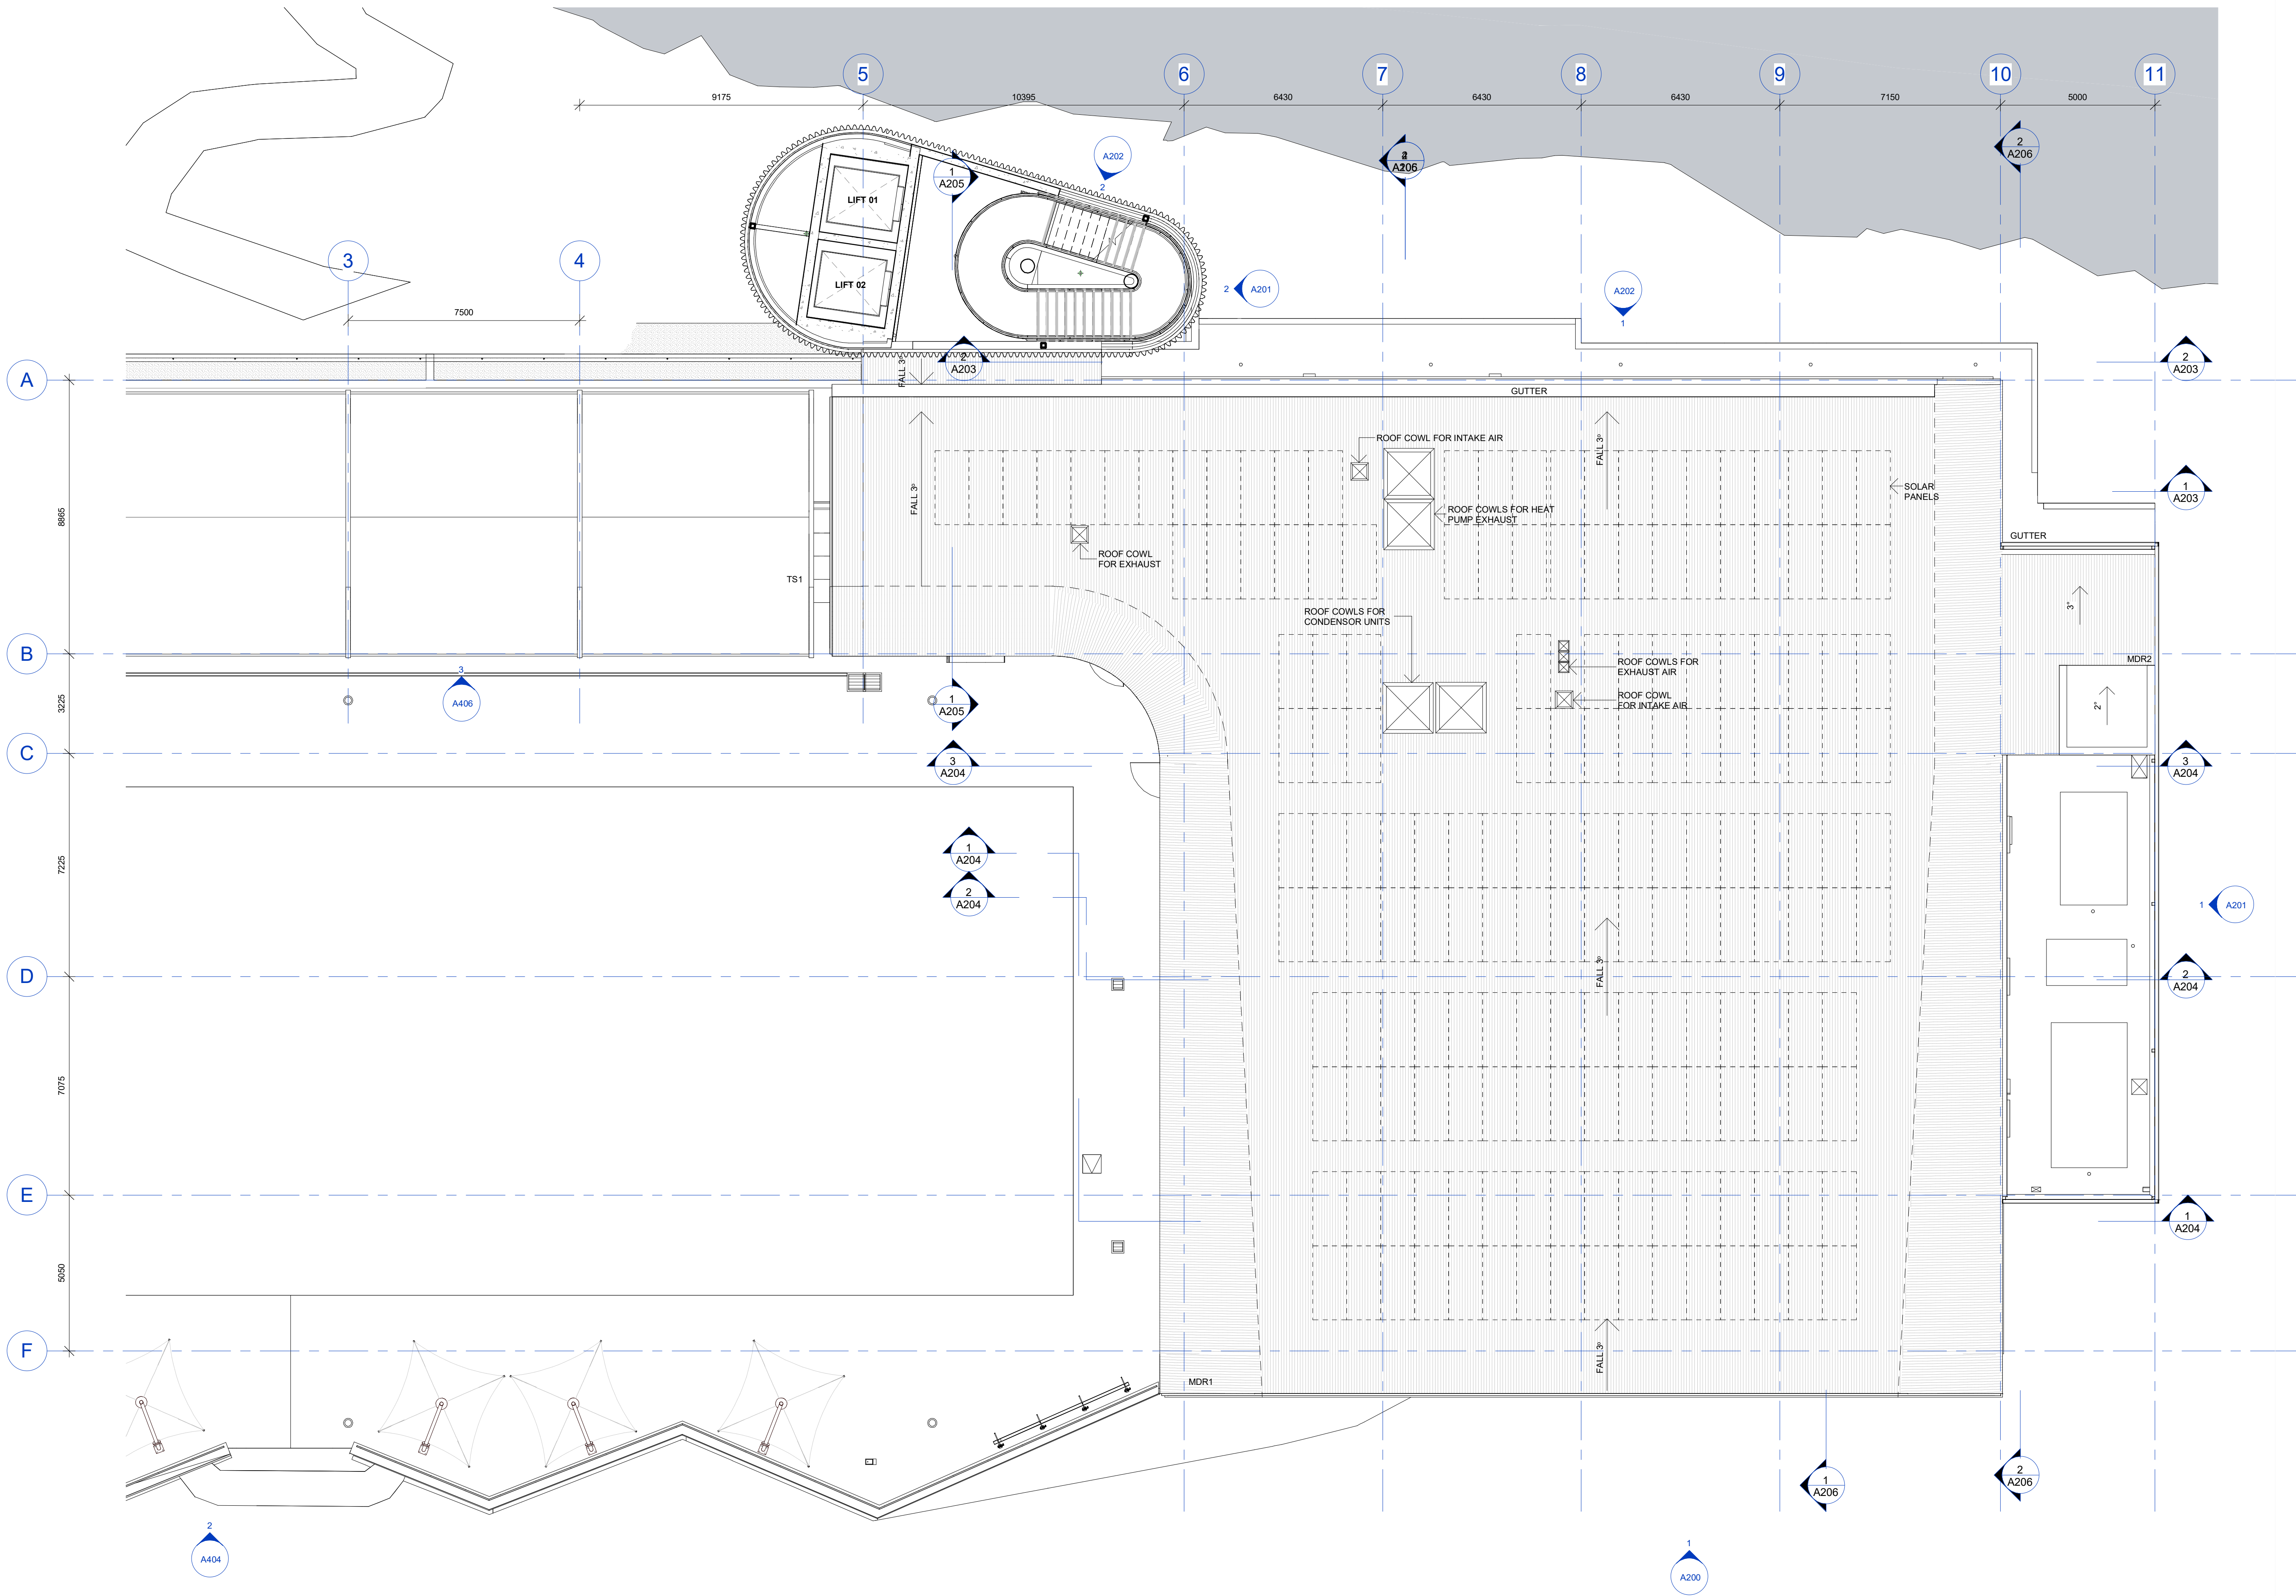 5
6
7
8
9
10
11
9175
10395
6430
6430
6430
7150
5000
A202
2
1
A205
A206
2
A206
LIFT 01
LIFT 02
3
4
7500
2
A201
A202
1
2
A203
2
A203
A
FALL 3º
GUTTER
ROOF COWL FOR INTAKE AIR
FALL 3º
FALL 3º
SOLAR
PANELS
1
A203
8865
ROOF COWLS FOR HEAT
PUMP EXHAUST
GUTTER
ROOF COWL
FOR EXHAUST
TS1
3°
ROOF COWLS FOR
CONDENSOR UNITS
B
ROOF COWLS FOR
EXHAUST AIR
MDR2
3
A406
3225
1
A205
ROOF COWL
FOR INTAKE AIR
2°
C
3
A204
3
A204
7225
1
A204
2
A204
1
A201
D
FALL 3º
2
A204
7075
E
1
A204
5050
F
FALL 3º
MDR1
2
A206
1
A206
2
A404
1
A200